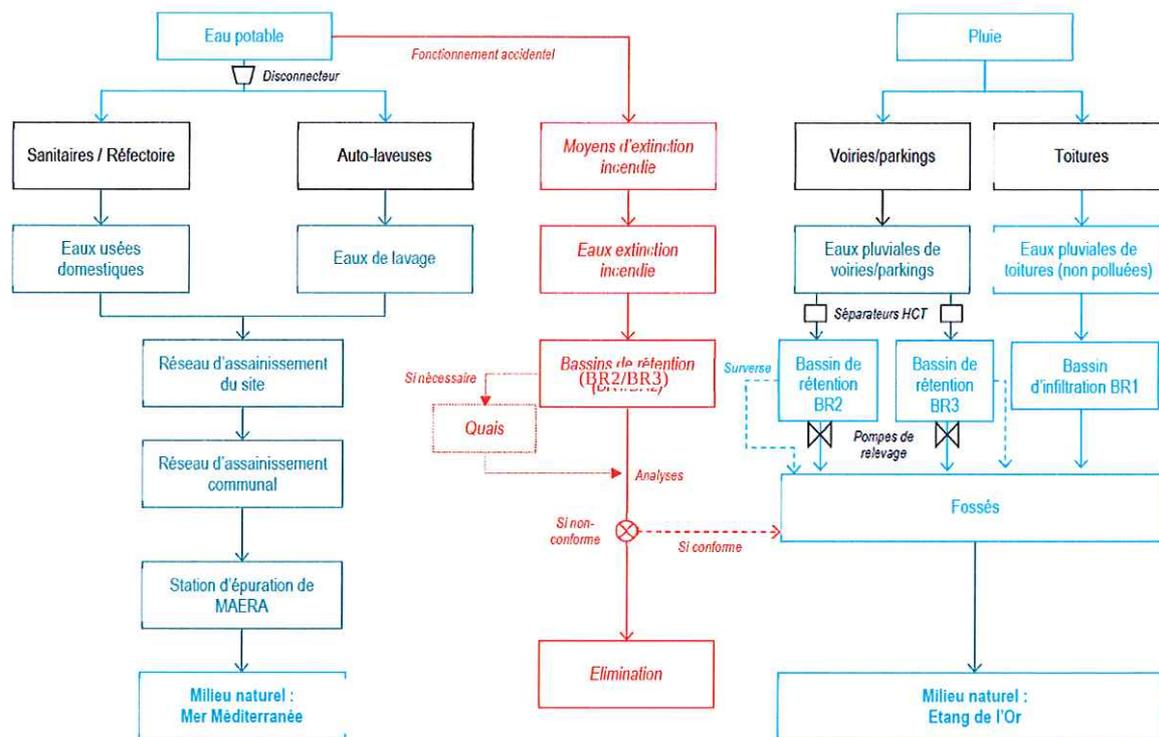 Eau potable
Fonctionnement accidentel
Pluie
Disconnecteur
Sanitaires / Réfectoire
Auto-laveuses
Moyens d'extinction
incendie
Voiries/parkings
Toitures
Eaux usées
domestiques
Eaux de lavage
Eaux extinction
incendie
Eaux pluviales de
voiries/parkings
Eaux pluviales de
toitures (non polluées)
Séparateurs HCT
Réseau d'assainissement
du site
Si nécessaire
Bassins de rétention
(BR2/BR3)
Surverse
Bassin de
rétention
BR2
Bassin de
rétention
BR3
Bassin
d'infiltration BR1
Quais
Pompes de
relevage
Réseau d'assainissement
communal
Analyses
Fossés
Si non-
conforme
Si conforme
Station d'épuration de
MAERA
Elimination
Milieu naturel :
Mer Méditerranée
Milieu naturel :
Etang de l'Or